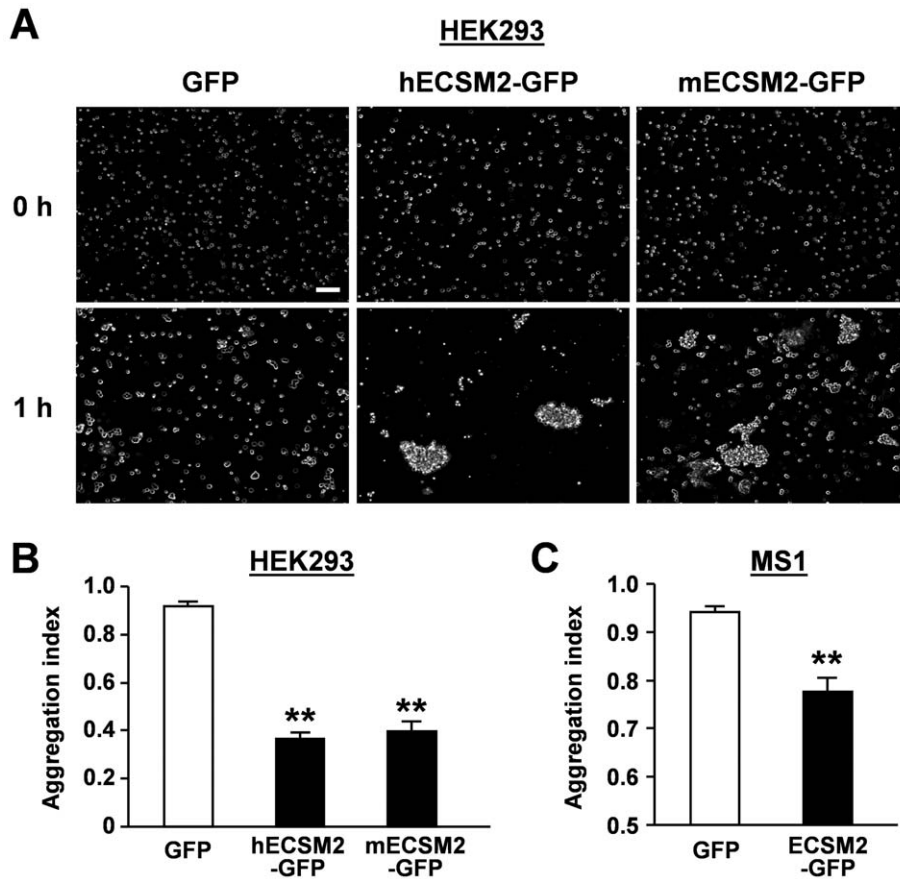 A
HEK293
GFP hECSM2-GFP mECSM2-GFP
0 h
1 h
B HEK293
Aggregation index
1.0
0.8
0.6
0.4
0.2
0
**
**
GFP hECSM2-GFP mECSM2-GFP
C MS1
Aggregation index
1.0
0.9
0.8
0.7
0.6
0.5
**
GFP ECSM2-GFP